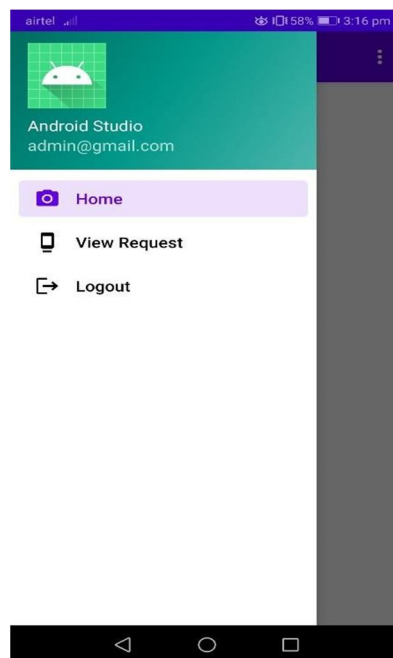 airtel 58% 3:16 pm
Android Studio
admin@gmail.com
Home
View Request
Logout